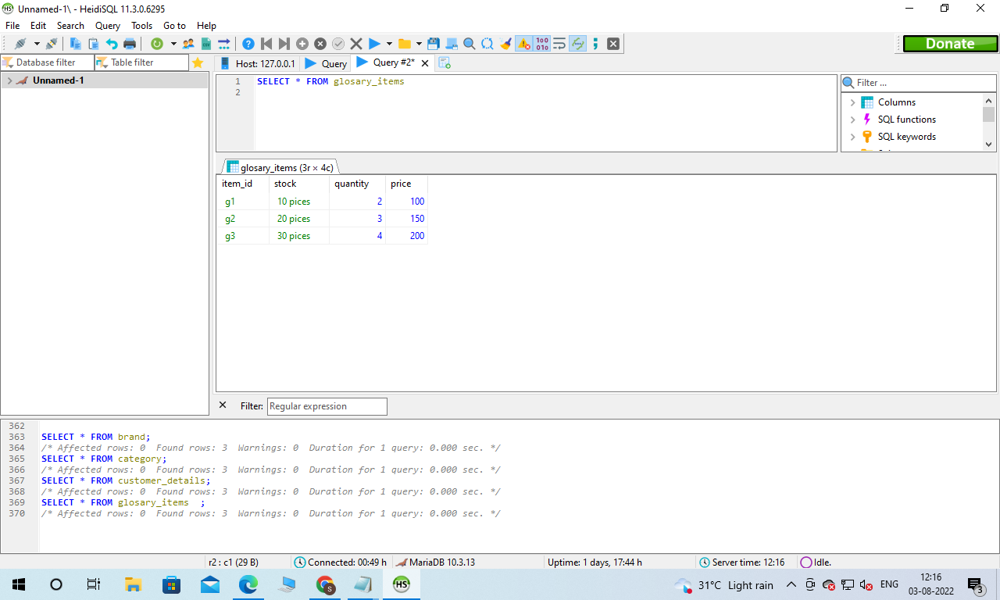 Unnamed-1\ - HeidiSQL 11.3.0.6295
File Edit Search Query Tools Go to Help
Donate
Database filter Table filter Host: 127.0.0.1 Query Query #2*
Unnamed-1
1 SELECT * FROM glosary_items
2
Filter ...
Columns
SQL functions
SQL keywords
glosary_items (3r × 4c)
item_id stock quantity price
g1 10 pices 2 100
g2 20 pices 3 150
g3 30 pices 4 200
Filter: Regular expression
362
363 SELECT * FROM brand;
364 /* Affected rows: 0 Found rows: 3 Warnings: 0 Duration for 1 query: 0.000 sec. */
365 SELECT * FROM category;
366 /* Affected rows: 0 Found rows: 3 Warnings: 0 Duration for 1 query: 0.000 sec. */
367 SELECT * FROM customer_details;
368 /* Affected rows: 0 Found rows: 3 Warnings: 0 Duration for 1 query: 0.000 sec. */
369 SELECT * FROM glosary_items ;
370 /* Affected rows: 0 Found rows: 3 Warnings: 0 Duration for 1 query: 0.000 sec. */
r2 : c1 (29 B) Connected: 00:49 h MariaDB 10.3.13 Uptime: 1 days, 17:44 h Server time: 12:16 Idle.
HS 31°C Light rain ENG 12:16
03-08-2022 3